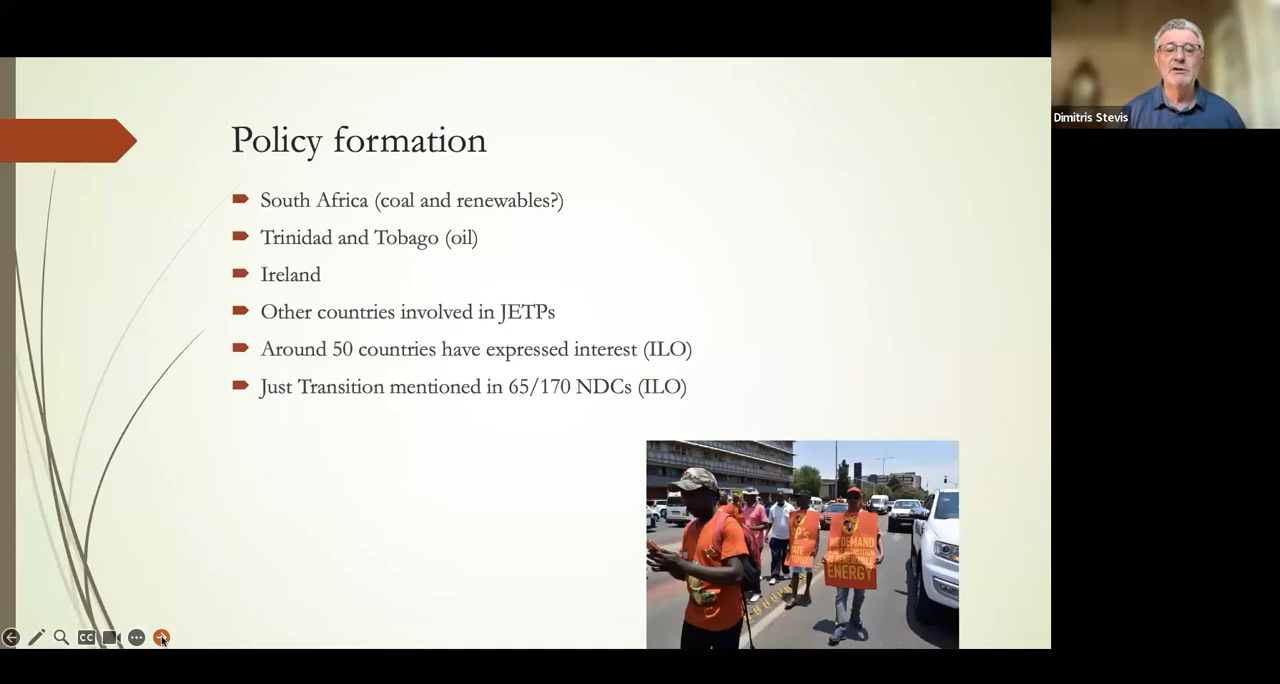 Policy formation
South Africa (coal and renewables?)
Trinidad and Tobago (oil)
Ireland
Other countries involved in JETPs
Around 50 countries have expressed interest (ILO)
Just Transition mentioned in 65/170 NDCs (ILO)
WE DEMAND
ENERGY
CC
Dimitris Stevis